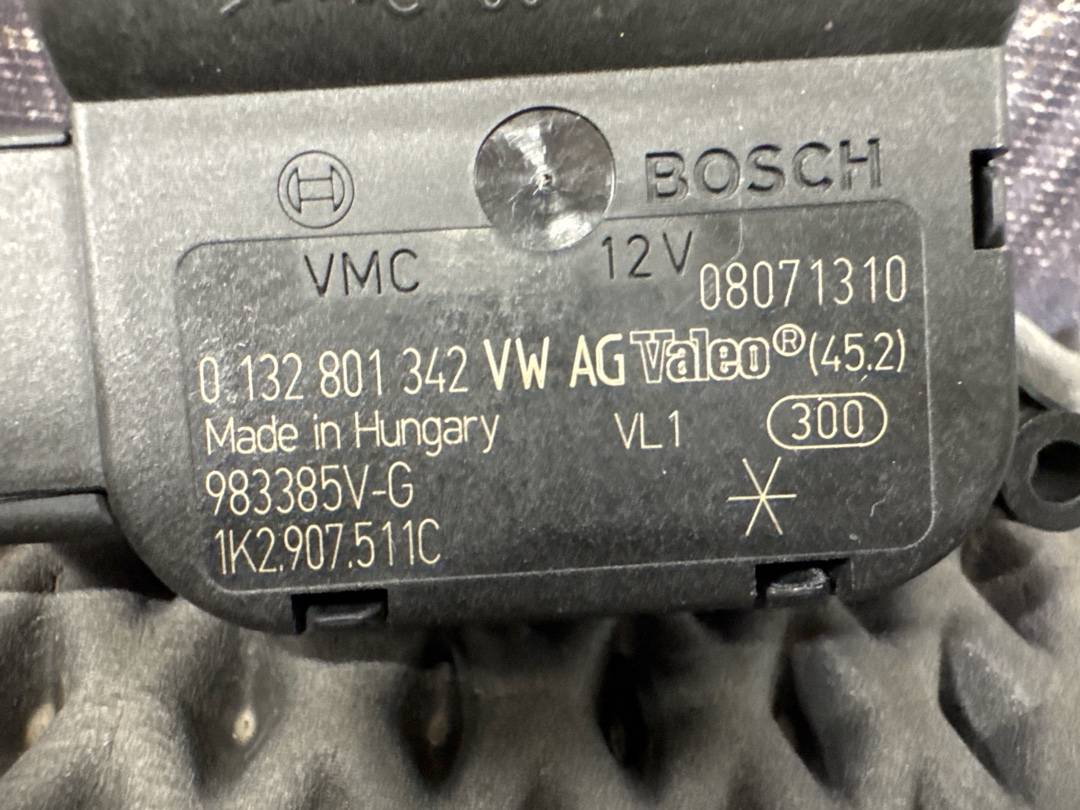 BOSCH
VMC 12V
08071310
0 132 801 342 VW AG Valeo® (45.2)
Made in Hungary VL1 300
983385V-G
1K2.907.511C